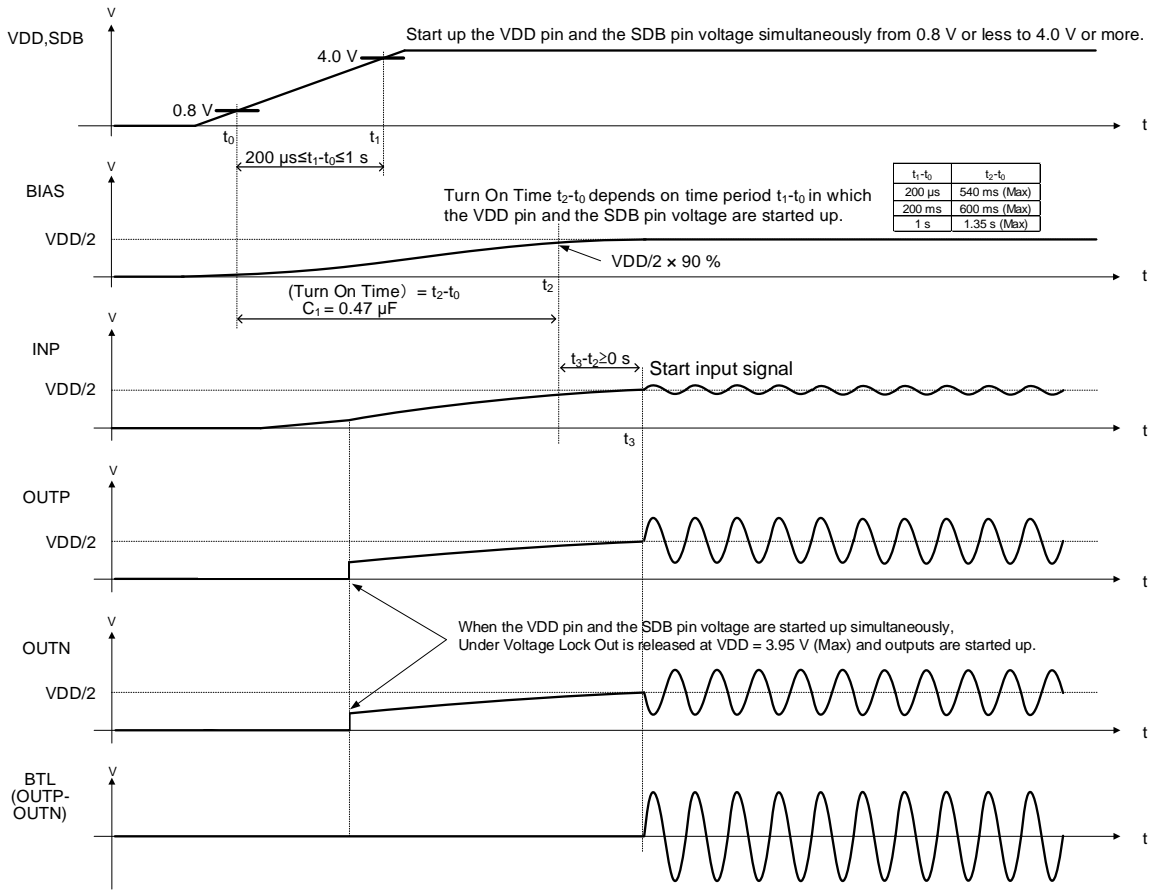 V
VDD,SDB
Start up the VDD pin and the SDB pin voltage simultaneously from 0.8 V or less to 4.0 V or more.
4.0 V
0.8 V
t0
t1
t
200 µs≤t1-t0≤1 s
V
BIAS
Turn On Time t2-t0 depends on time period t1-t0 in which
the VDD pin and the SDB pin voltage are started up.
t1-t0 t2-t0
200 µs 540 ms (Max)
200 ms 600 ms (Max)
1 s 1.35 s (Max)
VDD/2
VDD/2 × 90 %
t
t2
(Turn On Time) = t2-t0
C1 = 0.47 µF
V
INP
t3-t2≥0 s
Start input signal
VDD/2
t3
t
V
OUTP
VDD/2
t
V
OUTN
When the VDD pin and the SDB pin voltage are started up simultaneously,
Under Voltage Lock Out is released at VDD = 3.95 V (Max) and outputs are started up.
VDD/2
t
V
BTL
(OUTP-
OUTN)
t